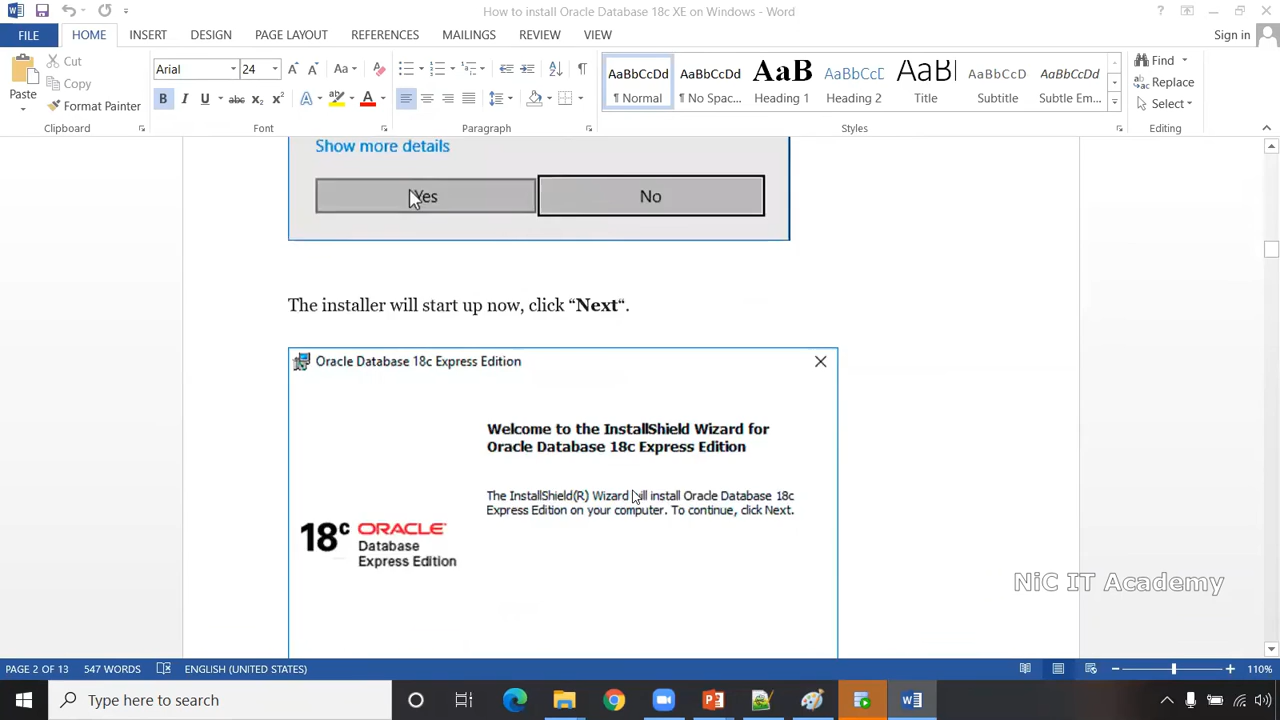 How to install Oracle Database 18c XE on Windows - Word
FILE HOME INSERT DESIGN PAGE LAYOUT REFERENCES MAILINGS REVIEW VIEW Sign in
Paste Cut Copy Format Painter
Clipboard
Arial 24
Font
Paragraph
AaBbCcDd AaBbCcDd AaB AaBbCcC AaB AaBbCcD AaBbCcDd
¶ Normal ¶ No Spac... Heading 1 Heading 2 Title Subtitle Subtle Em...
Styles
Find
Replace
Select
Editing
Show more details
Yes No
The installer will start up now, click “Next“.
Oracle Database 18c Express Edition
Welcome to the InstallShield Wizard for
Oracle Database 18c Express Edition
The InstallShield(R) Wizard will install Oracle Database 18c
Express Edition on your computer. To continue, click Next.
18c ORACLE
Database
Express Edition
NiC IT Academy
PAGE 2 OF 13 547 WORDS ENGLISH (UNITED STATES) 110%
Type here to search